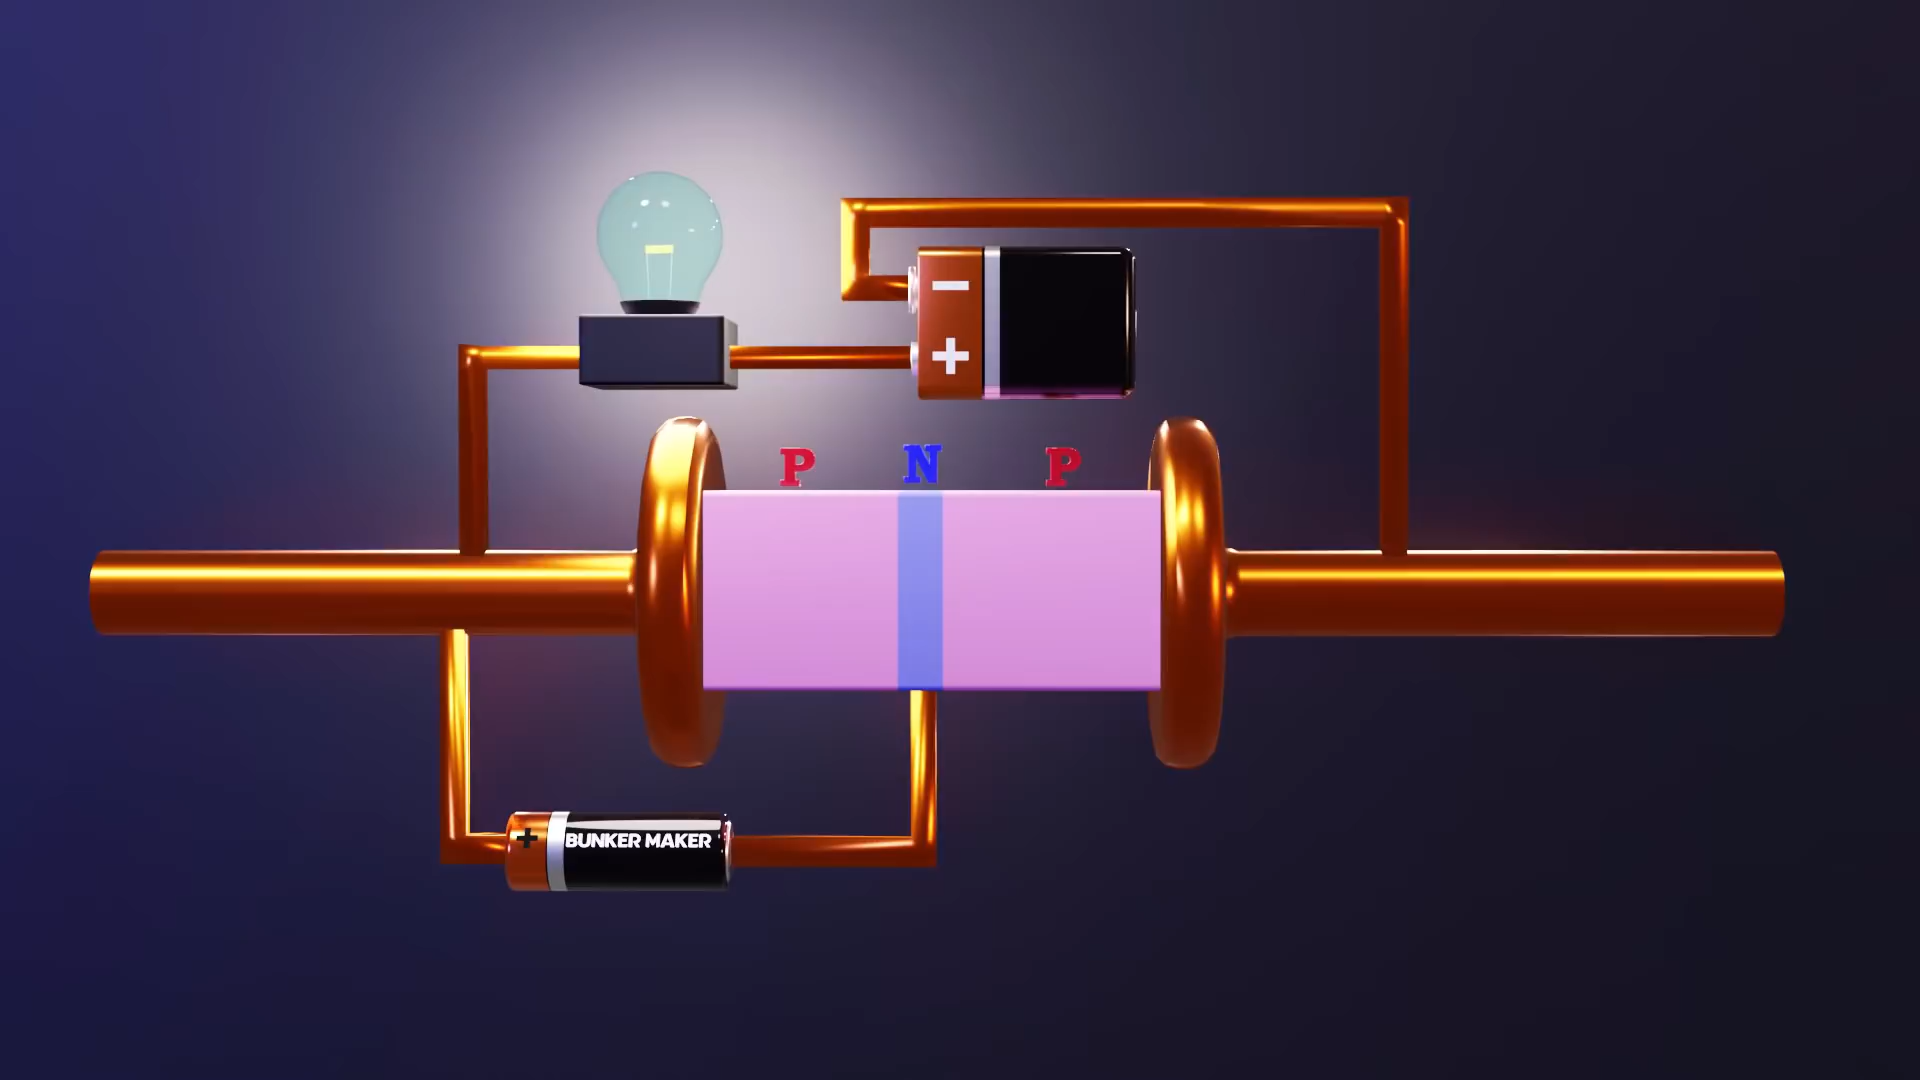 −
+
P N P
+ BUNKER MAKER